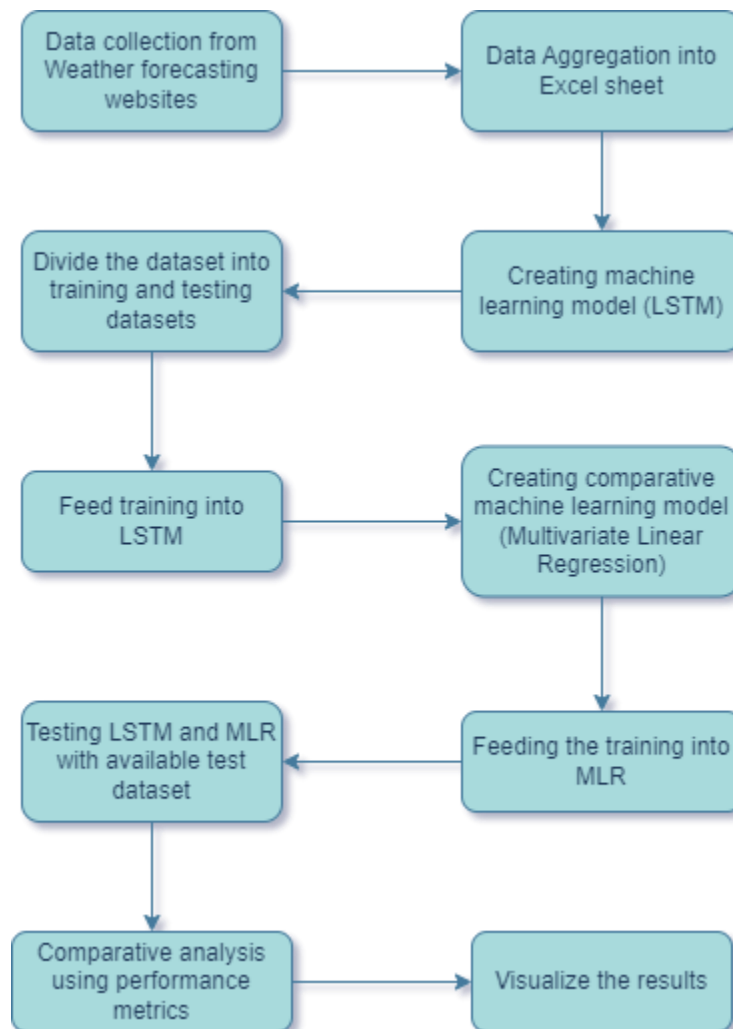 Data collection from
Weather forecasting
websites
Data Aggregation into
Excel sheet
Creating machine
learning model (LSTM)
Divide the dataset into
training and testing
datasets
Feed training into
LSTM
Creating comparative
machine learning model
(Multivariate Linear
Regression)
Feeding the training into
MLR
Testing LSTM and MLR
with available test
dataset
Comparative analysis
using performance
metrics
Visualize the results